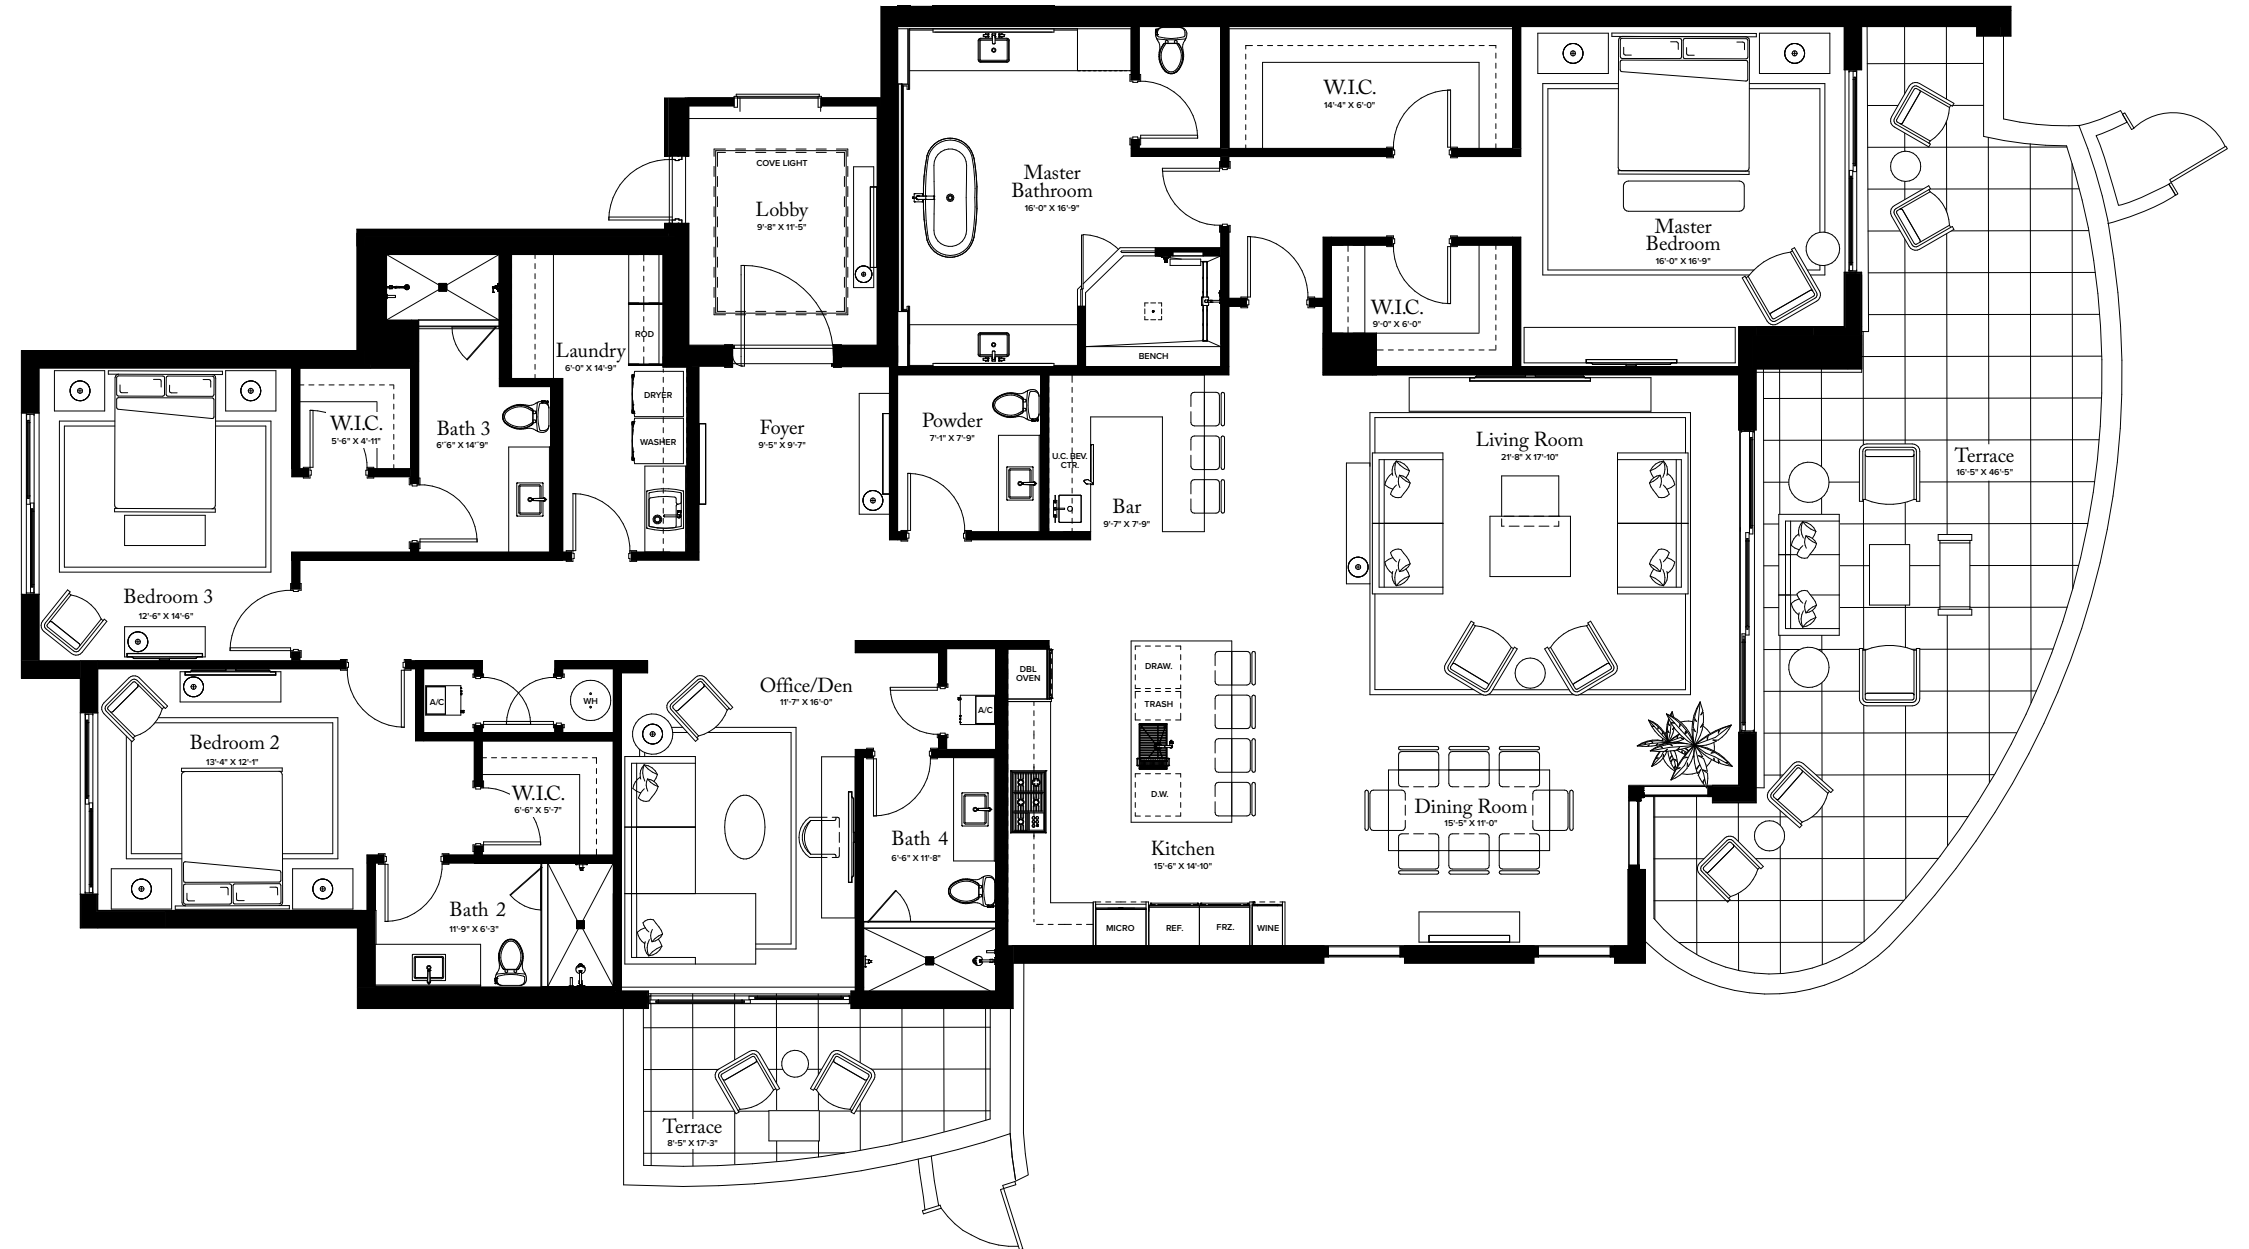 W.I.C.
14'-4" X 6'-0"
COVE LIGHT
Lobby
9'-8" X 11'-5"
Master
Bathroom
16'-0" X 16'-9"
Master
Bedroom
16'-0" X 16'-9"
W.I.C.
9'-0" X 6'-0"
ROD
Laundry
6'-0" X 14'-9"
BENCH
DRYER
WASHER
W.I.C.
5'-6" X 4'-11"
Bath 3
6'6" X 14'9"
Foyer
9'-5" X 9'-7"
Powder
7'-1" X 7'-9"
U.C. BEV.
CTR.
Bar
9'-7" X 7'-9"
Living Room
21'-8" X 17'-10"
Terrace
16'-5" X 46'-5"
Bedroom 3
12'-6" X 14'-6"
A/C
WH
Office/Den
11'-7" X 16'-0"
A/C
DBL
OVEN
DRAW.
TRASH
D.W.
Bedroom 2
13'-4" X 12'-1"
W.I.C.
6'-6" X 5'-7"
Bath 4
6'-6" X 11'-8"
Kitchen
15'-6" X 14'-10"
Dining Room
15'-5" X 11'-0"
Bath 2
11'-9" X 6'-3"
MICRO
REF.
FRZ.
WINE
Terrace
8'-5" X 17'-3"